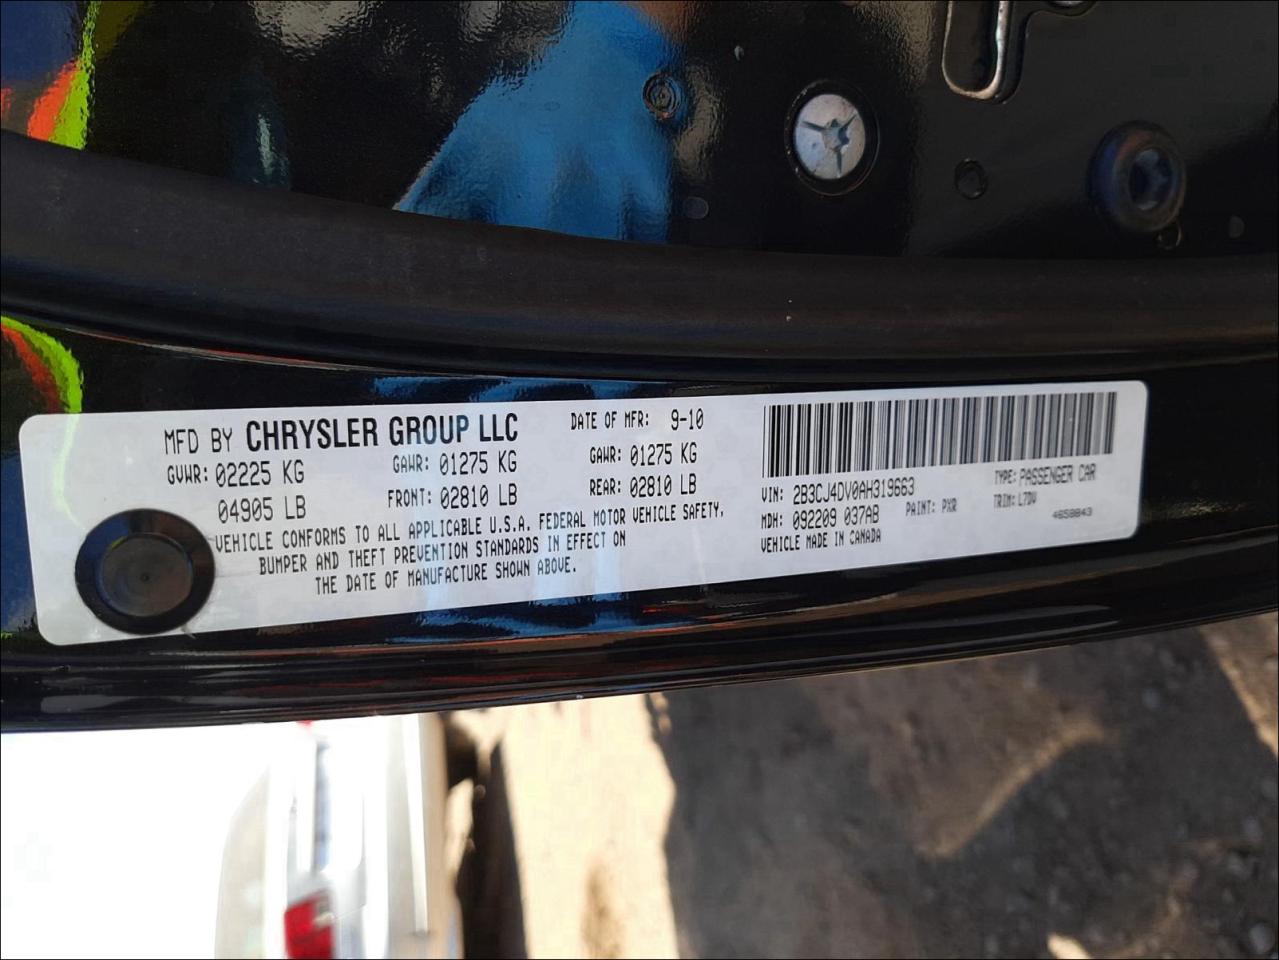 MFD BY CHRYSLER GROUP LLC DATE OF MFR: 9-10
GVWR: 02225 KG GAWR: 01275 KG GAWR: 01275 KG
04905 LB FRONT: 02810 LB REAR: 02810 LB
VEHICLE CONFORMS TO ALL APPLICABLE U.S.A. FEDERAL MOTOR VEHICLE SAFETY,
BUMPER AND THEFT PREVENTION STANDARDS IN EFFECT ON
THE DATE OF MANUFACTURE SHOWN ABOVE.
VIN: 2B3CJ4DV0AH319663 TYPE: PASSENGER CAR
MDH: 092209 037AB PAINT: PXR TRIM: L7DV
VEHICLE MADE IN CANADA 4658843